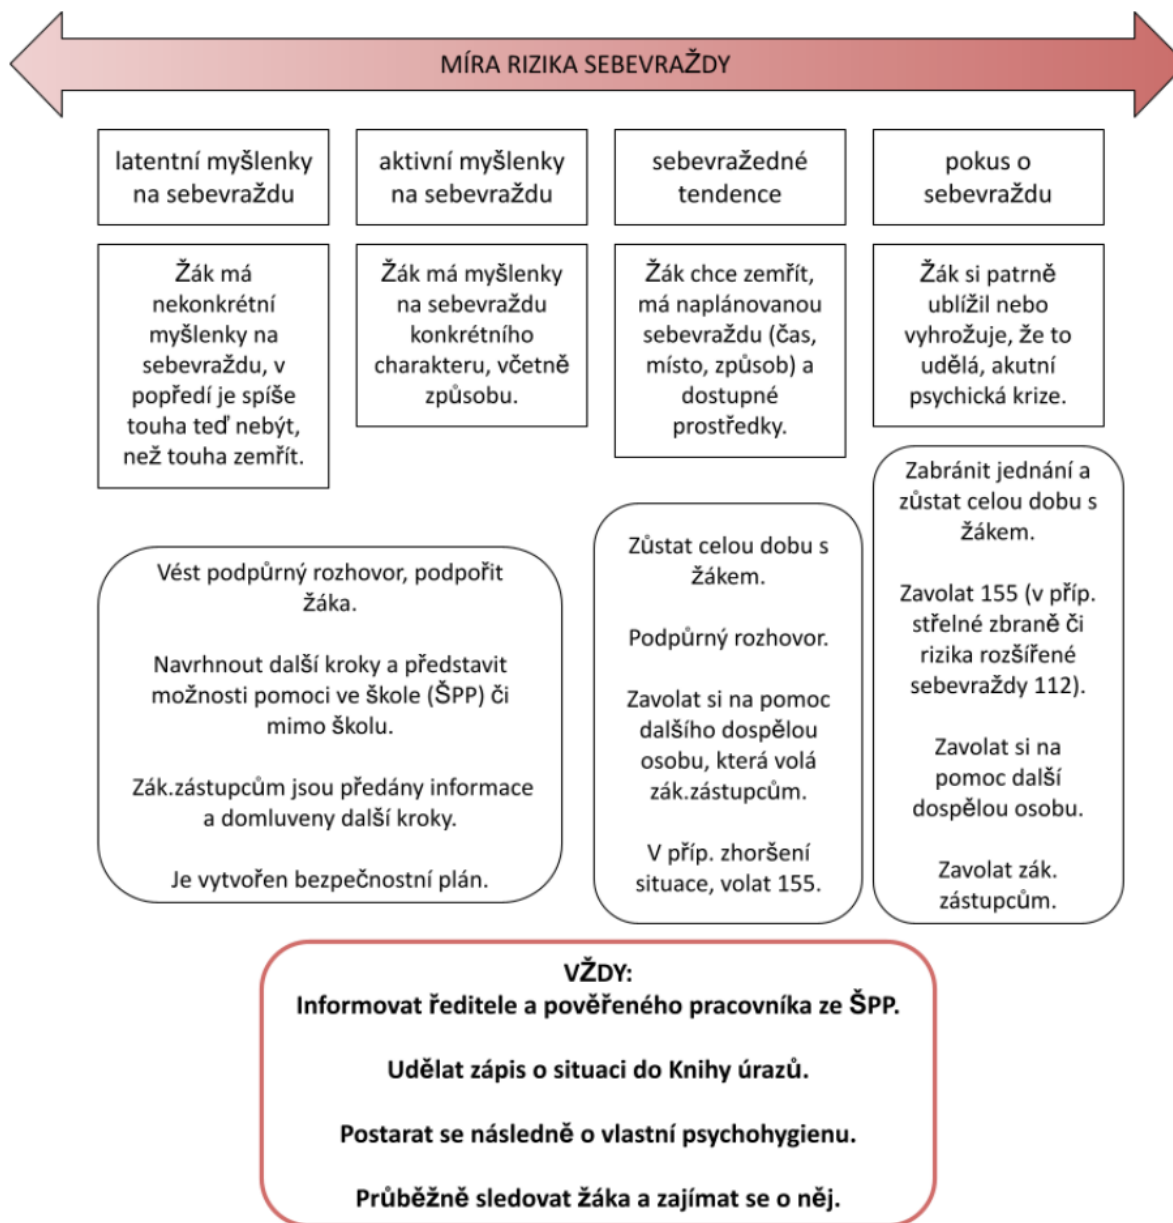 MÍRA RIZIKA SEBEVRAŽDY
latentní myšlenky
na sebevraždu
aktivní myšlenky
na sebevraždu
sebevražedné
tendence
pokus o
sebevraždu
Žák má
nekonkrétní
myšlenky na
sebevraždu, v
popředí je spíše
touha teď nebýt,
než touha zemřít.
Žák má myšlenky
na sebevraždu
konkrétního
charakteru, včetně
způsobu.
Žák chce zemřít,
má naplánovanou
sebevraždu (čas,
místo, způsob) a
dostupné
prostředky.
Žák si patrně
ublížil nebo
vyhrožuje, že to
udělá, akutní
psychická krize.
Vést podpůrný rozhovor, podpořit
žáka.
Navrhnout další kroky a představit
možnosti pomoci ve škole (ŠPP) či
mimo školu.
Zák.zástupcům jsou předány informace
a domluveny další kroky.
Je vytvořen bezpečnostní plán.
Zůstat celou dobu s
žákem.
Podpůrný rozhovor.
Zavolat si na pomoc
dalšího dospělou
osobu, která volá
zák.zástupcům.
V příp. zhoršení
situace, volat 155.
Zabránit jednání a
zůstat celou dobu s
žákem.
Zavolat 155 (v příp.
střelné zbraně či
rizika rozšířené
sebevraždy 112).
Zavolat si na
pomoc další
dospělou osobu.
Zavolat zák.
zástupcům.
VŽDY:
Informovat ředitele a pověřeného pracovníka ze ŠPP.
Udělat zápis o situaci do Knihy úrazů.
Postarat se následně o vlastní psychohygienu.
Průběžně sledovat žáka a zajímat se o něj.